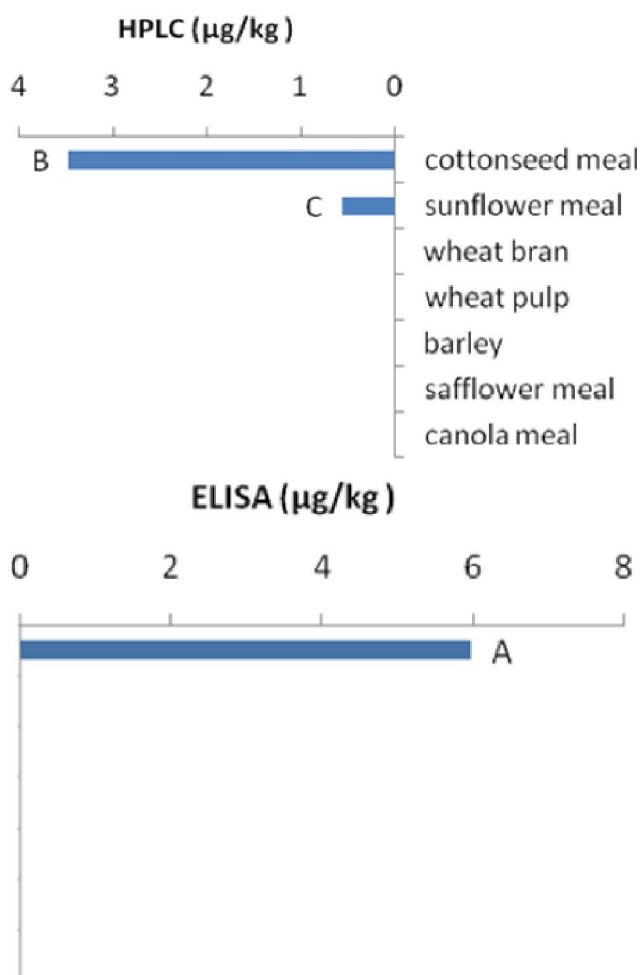 HPLC (µg/kg )
4 3 2 1 0
B cottonseed meal
C sunflower meal
wheat bran
wheat pulp
barley
safflower meal
canola meal
ELISA (µg/kg )
0 2 4 6 8
A